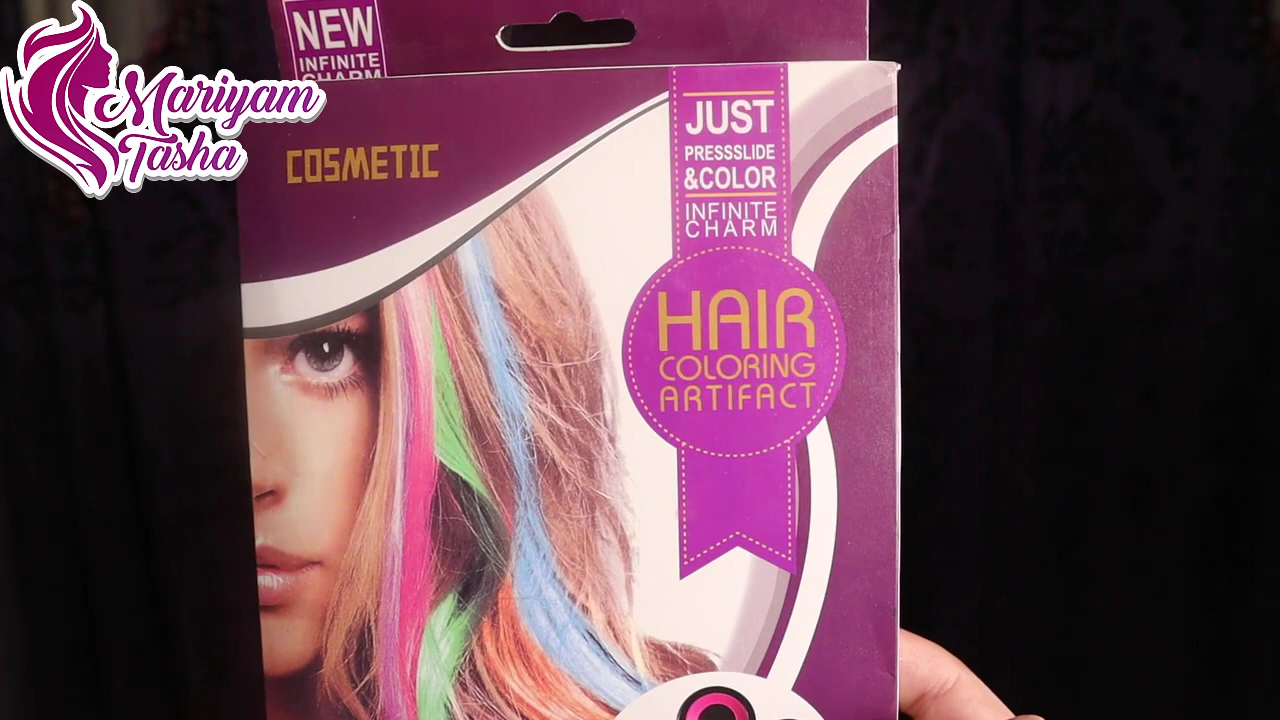 Mariyam
Tasha
NEW
INFINITE
CHARM
COSMETIC
JUST
PRESSSLIDE
&COLOR
INFINITE
CHARM
HAIR
COLORING
ARTIFACT